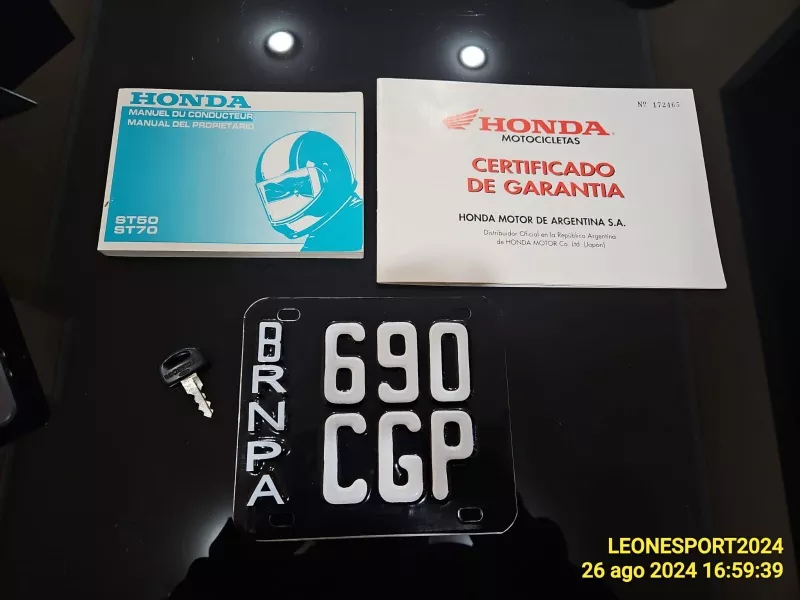 HONDA
MANUEL DU CONDUCTEUR
MANUAL DEL PROPIETARIO
ST50
ST70
Nº 172465
HONDA
MOTOCICLETAS
CERTIFICADO
DE GARANTIA
HONDA MOTOR DE ARGENTINA S.A.
Distribuidor Oficial en la República Argentina
de HONDA MOTOR Co. Ltd. (Japón)
BRNPA
690
CGP
LEONESPORT2024
26 ago 2024 16:59:39